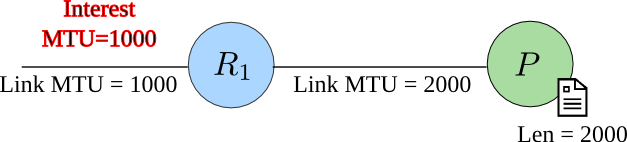 Interest
MTU=1000
R₁
P
Link MTU = 1000
Link MTU = 2000
Len = 2000